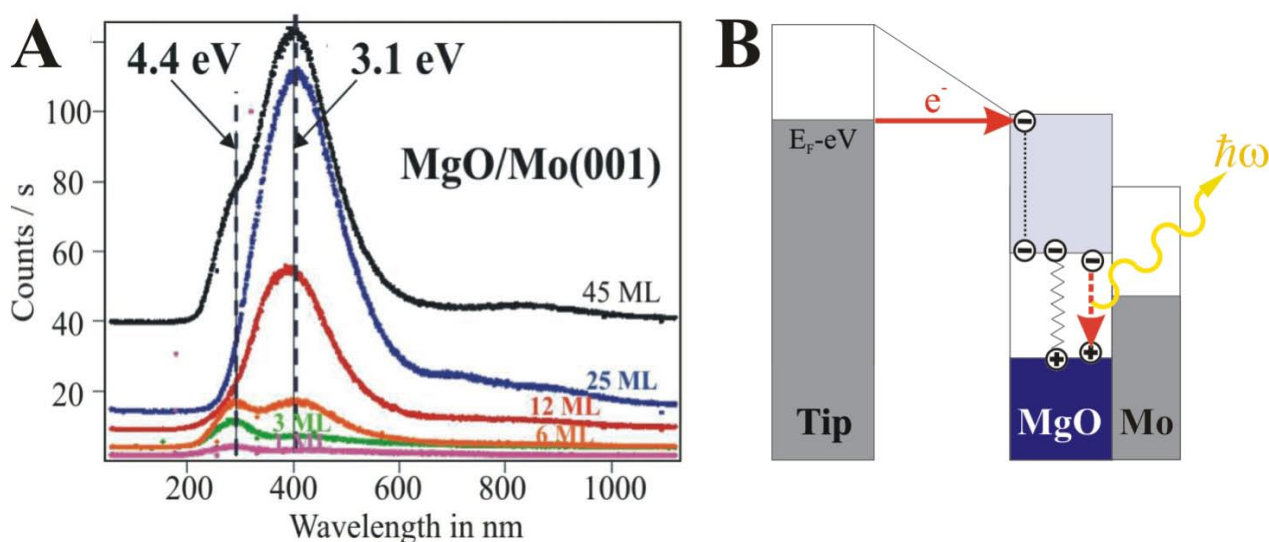 A
4.4 eV
3.1 eV
MgO/Mo(001)
100
80
60
40
20
Counts / s
45 ML
25 ML
12 ML
3 ML
6 ML
200
400
600
800
1000
Wavelength in nm
B
e-
E_F-eV
ħω
Tip
MgO
Mo